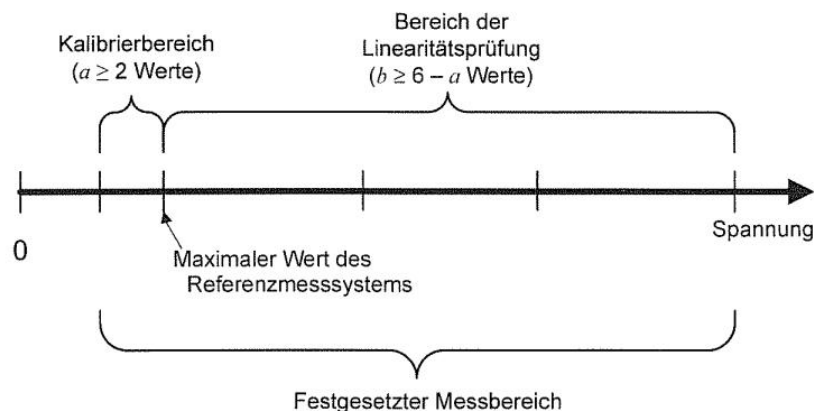 Kalibrierbereich
(a ≥ 2 Werte)
Bereich der
Linearitätsprüfung
(b ≥ 6 – a Werte)
0
Spannung
Maximaler Wert des
Referenzmesssystems
Festgesetzter Messbereich